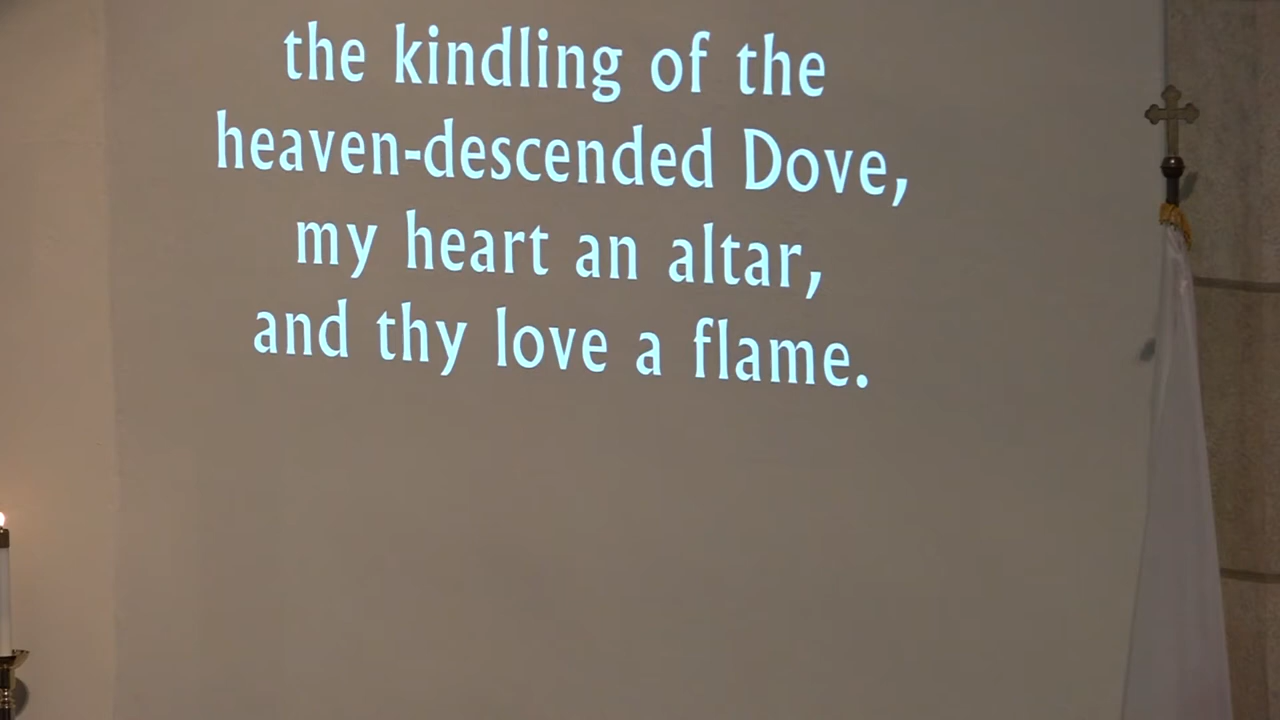 the kindling of the
heaven-descended Dove,
my heart an altar,
and thy love a flame.